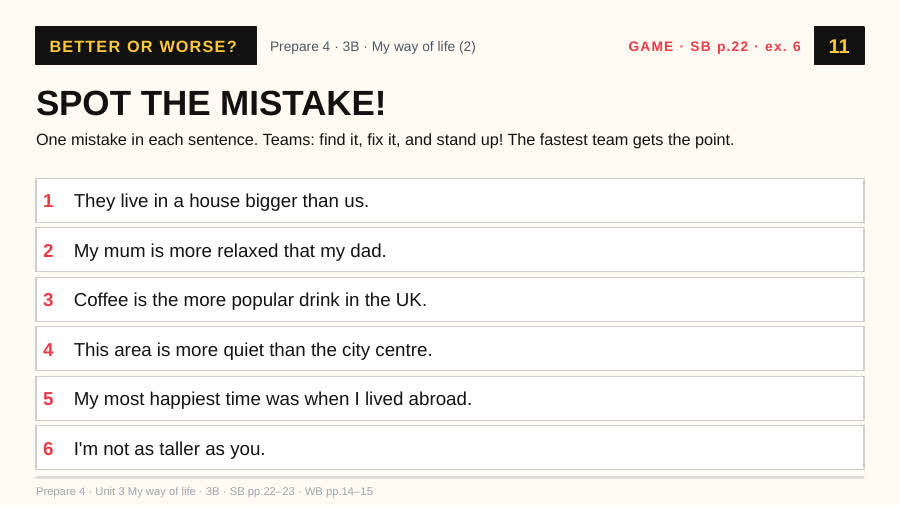 BETTER OR WORSE? Prepare 4 · 3B · My way of life (2) GAME · SB p.22 · ex. 6 11
SPOT THE MISTAKE!
One mistake in each sentence. Teams: find it, fix it, and stand up! The fastest team gets the point.
1 They live in a house bigger than us.
2 My mum is more relaxed that my dad.
3 Coffee is the more popular drink in the UK.
4 This area is more quiet than the city centre.
5 My most happiest time was when I lived abroad.
6 I'm not as taller as you.
Prepare 4 · Unit 3 My way of life · 3B · SB pp.22–23 · WB pp.14–15